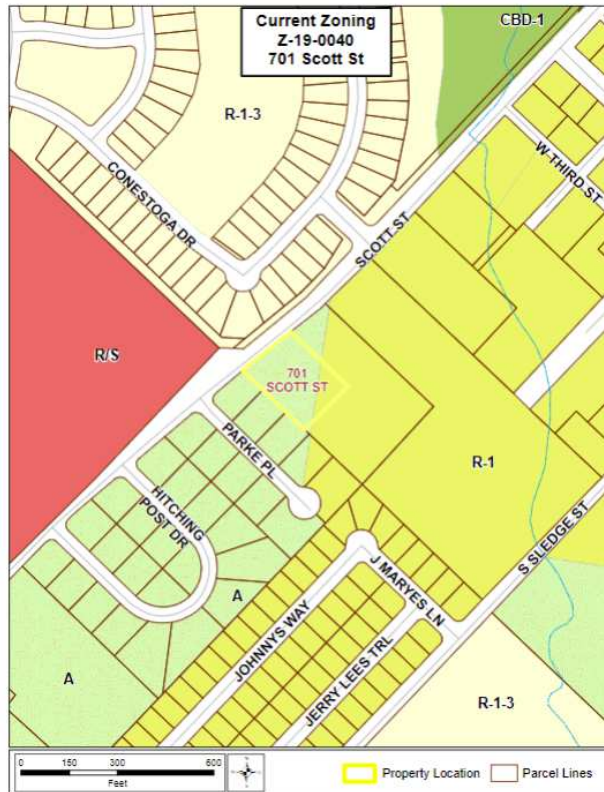 Current Zoning
Z-19-0040
701 Scott St
CBD-1
R-1-3
W THIRD ST
CONESTOGA DR
SCOTT ST
R/S
701
SCOTT ST
PARKE PL
R-1
HITCHING
POST DR
S SLEDGE ST
J MARYES LN
A
JOHNNYS WAY
A
JERRY LEES TRL
R-1-3
0 150 300 600
Feet
Property Location
Parcel Lines